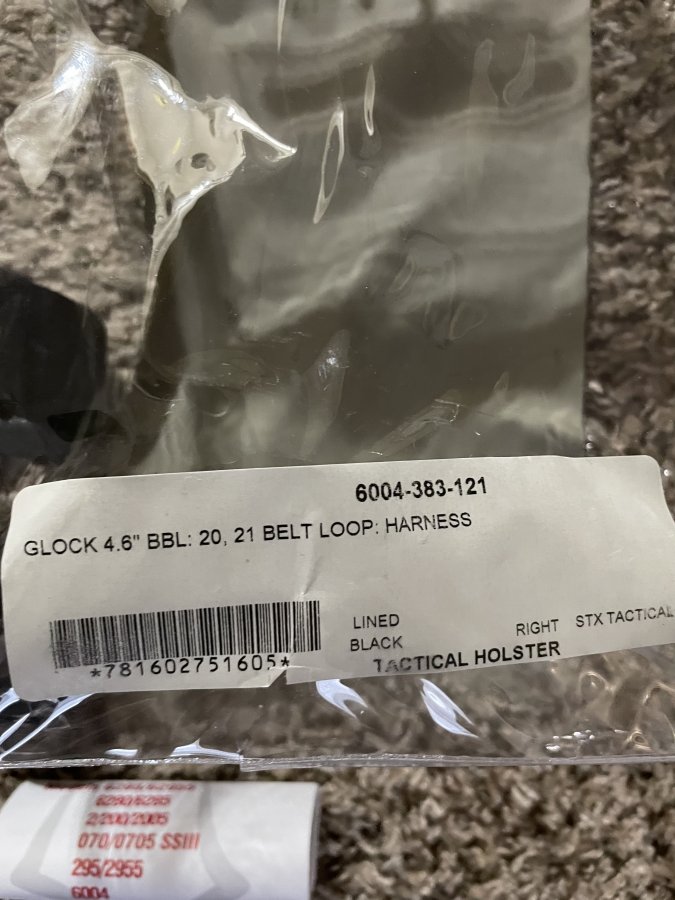 6004-383-121
GLOCK 4.6" BBL: 20, 21 BELT LOOP: HARNESS
LINED
RIGHT STX TACTICAL
BLACK
TACTICAL HOLSTER
*781602751605*
6280/6285
2/200/2005
070/0705 SSIII
295/2955
6004